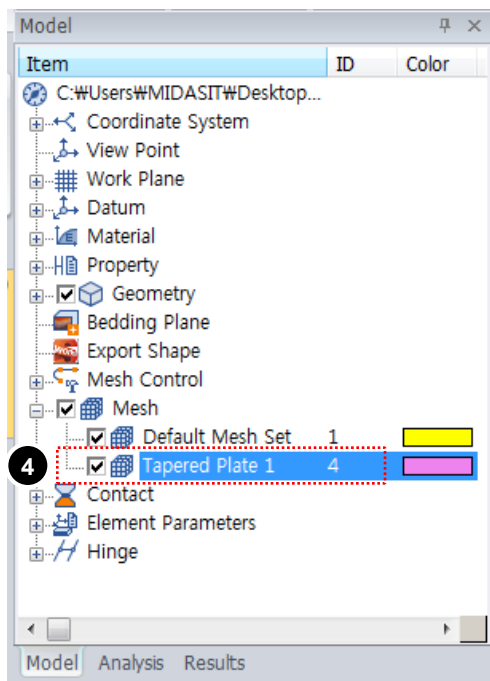 Model
Item ID Color
C:₩Users₩MIDASIT₩Desktop...
Coordinate System
View Point
Work Plane
Datum
Material
Property
Geometry
Bedding Plane
Export Shape
Mesh Control
Mesh
Default Mesh Set 1
4 Tapered Plate 1 4
Contact
Element Parameters
Hinge
Model Analysis Results